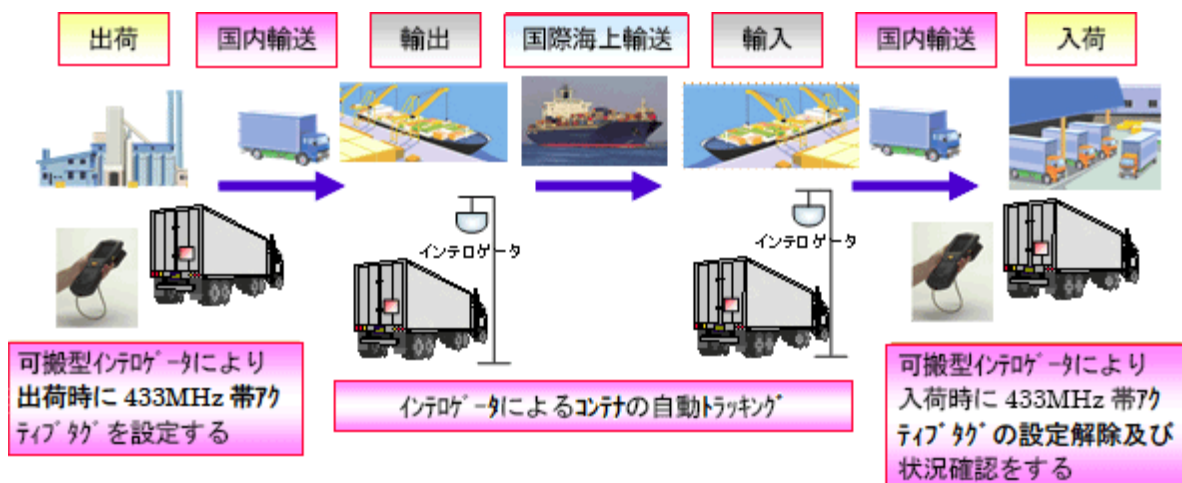 出荷
国内輸送
輸出
国際海上輸送
輸入
国内輸送
入荷
インテロゲータ
インテロゲータ
可搬型ｲﾝﾃﾛｹﾞｰﾀにより
出荷時に 433MHz 帯ｱｸ
ﾃｨﾌﾞﾀｸﾞを設定する
ｲﾝﾃﾛｹﾞｰﾀによるｺﾝﾃﾅの自動ﾄﾗｯｷﾝｸﾞ
可搬型ｲﾝﾃﾛｹﾞｰﾀにより
入荷時に 433MHz 帯ｱｸ
ﾃｨﾌﾞﾀｸﾞの設定解除及び
状況確認をする